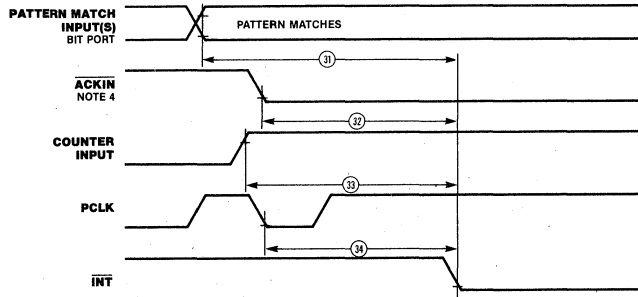 PATTERN MATCH
INPUT(S)
BIT PORT
PATTERN MATCHES
31
ACKIN
NOTE 4
32
COUNTER
INPUT
33
PCLK
34
INT